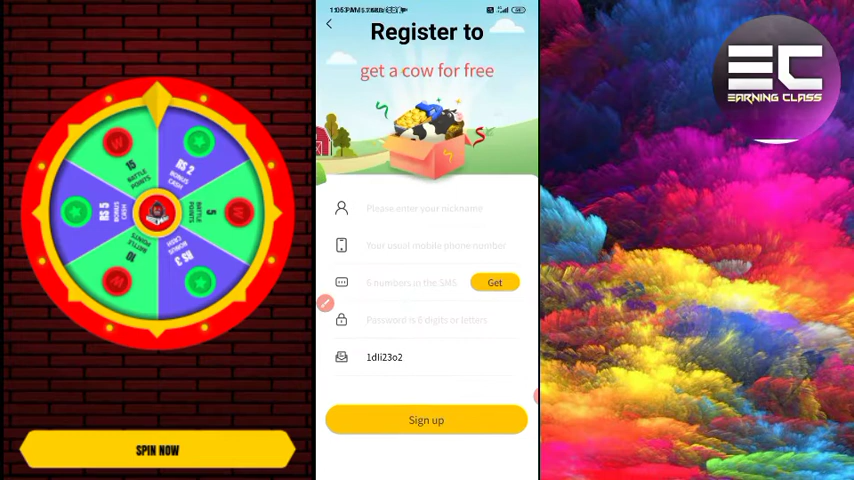 15
BATTLE
POINTS
RS 2
BONUS
CASH
RS 5
BONUS
CASH
5
BATTLE
POINTS
10
BATTLE
POINTS
RS 3
BONUS
CASH
SPIN NOW
Register to
get a cow for free
Please enter your nickname
Your usual mobile phone number
6 numbers in the SMS
Get
Password is 6 digits or letters
1dli23o2
Sign up
EC
EARNING CLASS